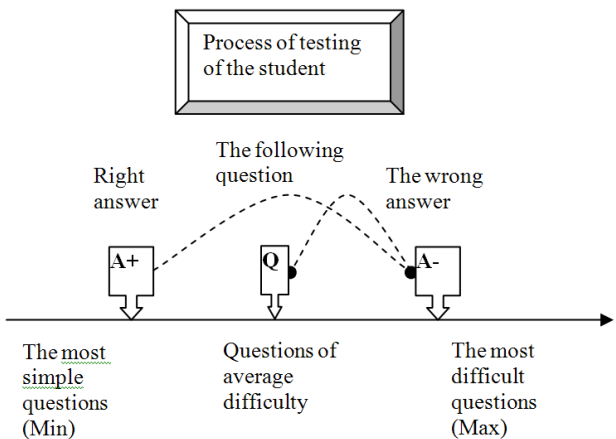 Process of testing
of the student
The following
question
Right
answer
The wrong
answer
A+
Q
A-
The most
simple
questions
(Min)
Questions of
average
difficulty
The most
difficult
questions
(Max)